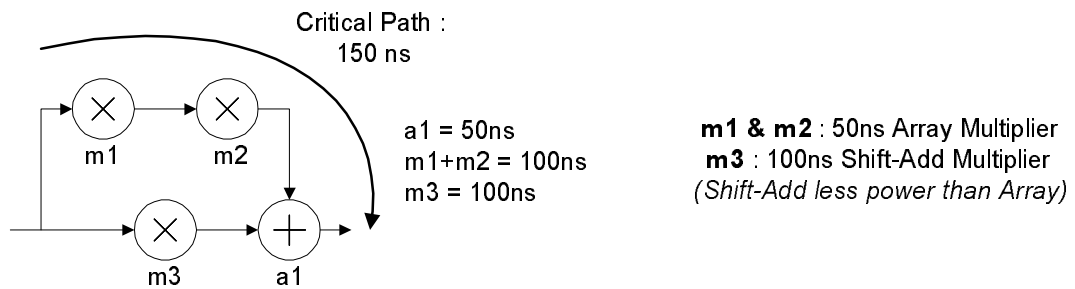 Critical Path :
150 ns
m1
m2
a1 = 50ns
m1+m2 = 100ns
m3 = 100ns
m3
a1
m1 & m2 : 50ns Array Multiplier
m3 : 100ns Shift-Add Multiplier
(Shift-Add less power than Array)